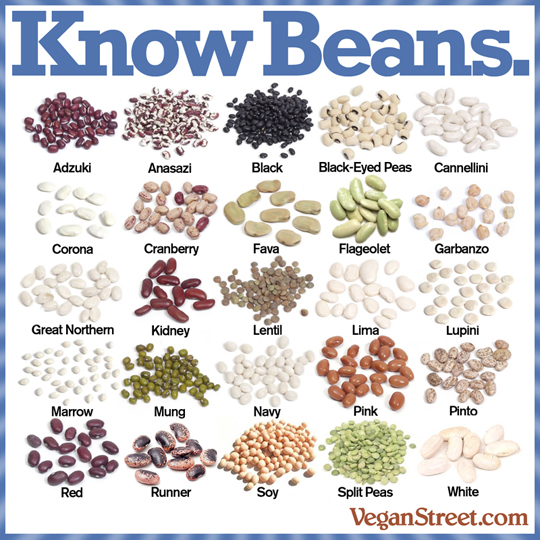 Know Beans.
Adzuki Anasazi Black Black-Eyed Peas Cannellini
Corona Cranberry Fava Flageolet Garbanzo
Great Northern Kidney Lentil Lima Lupini
Marrow Mung Navy Pink Pinto
Red Runner Soy Split Peas White
VeganStreet.com